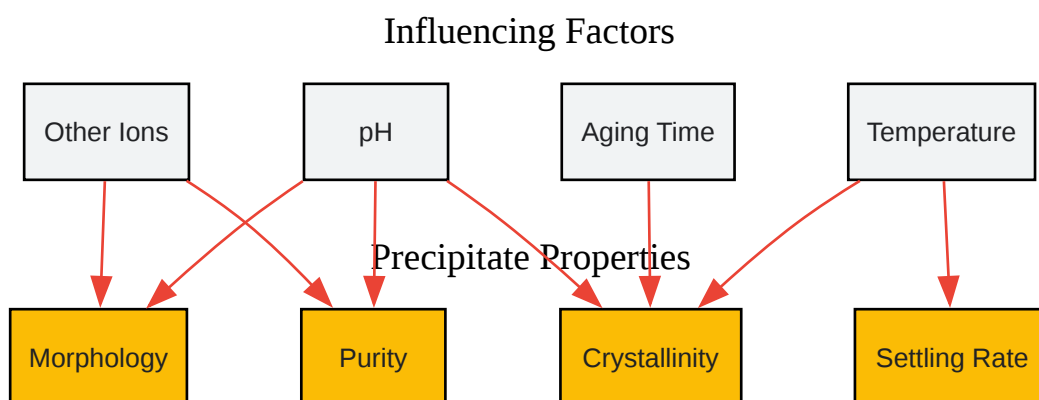 Influencing Factors
Other Ions
pH
Aging Time
Temperature
Precipitate Properties
Morphology
Purity
Crystallinity
Settling Rate